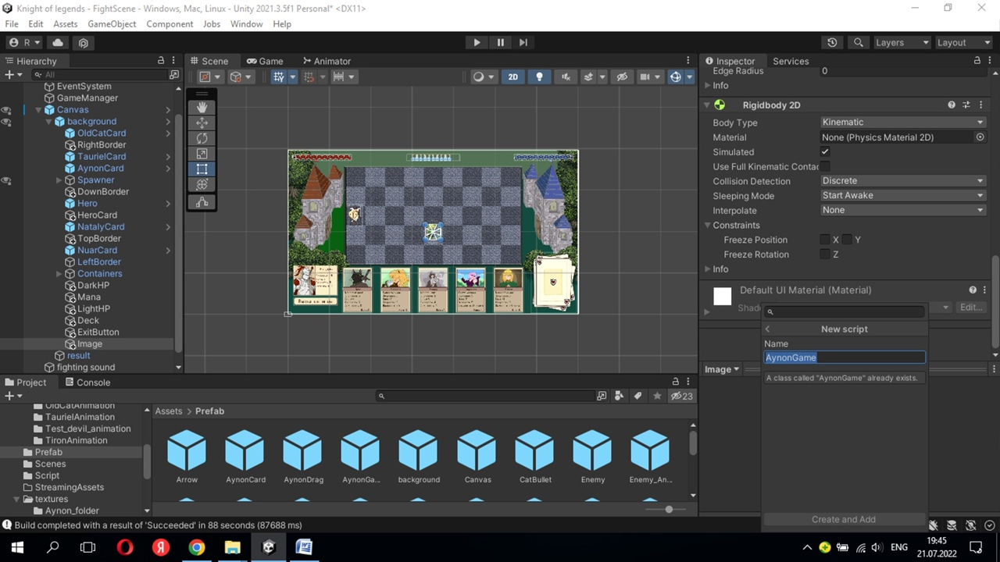 Knight of legends - FightScene - Windows, Mac, Linux - Unity 2021.3.5f1 Personal* <DX11>
File Edit Assets GameObject Component Jobs Window Help
R Layers Layout
Hierarchy
All
EventSystem
GameManager
Canvas
background
OldCatCard
RightBorder
TaurielCard
AynonCard
Spawner
DownBorder
Hero
HeroCard
NatalyCard
TopBorder
NuarCard
LeftBorder
Containers
DarkHP
Mana
LightHP
Deck
ExitButton
Image
result
fighting sound
Scene Game Animator
2D
Inspector Services
Edge Radius 0
Info
Rigidbody 2D
Body Type Kinematic
Material None (Physics Material 2D)
Simulated
Use Full Kinematic Contac
Collision Detection Discrete
Sleeping Mode Start Awake
Interpolate None
Constraints
Freeze Position X Y
Freeze Rotation Z
Info
Default UI Material (Material)
Shade Edit...
New script
Name
AynonGame
A class called "AynonGame" already exists.
Create and Add
Image
Project Console
23
OldCatAnimation
TaurielAnimation
Test_devil_animation
TironAnimation
Prefab
Scenes
Script
StreamingAssets
textures
Aynon_folder
Assets > Prefab
Arrow AynonCard AynonDrag AynonGa... background Canvas CatBullet Enemy Enemy_An...
Build completed with a result of 'Succeeded' in 88 seconds (87688 ms)
ENG
19:45
21.07.2022